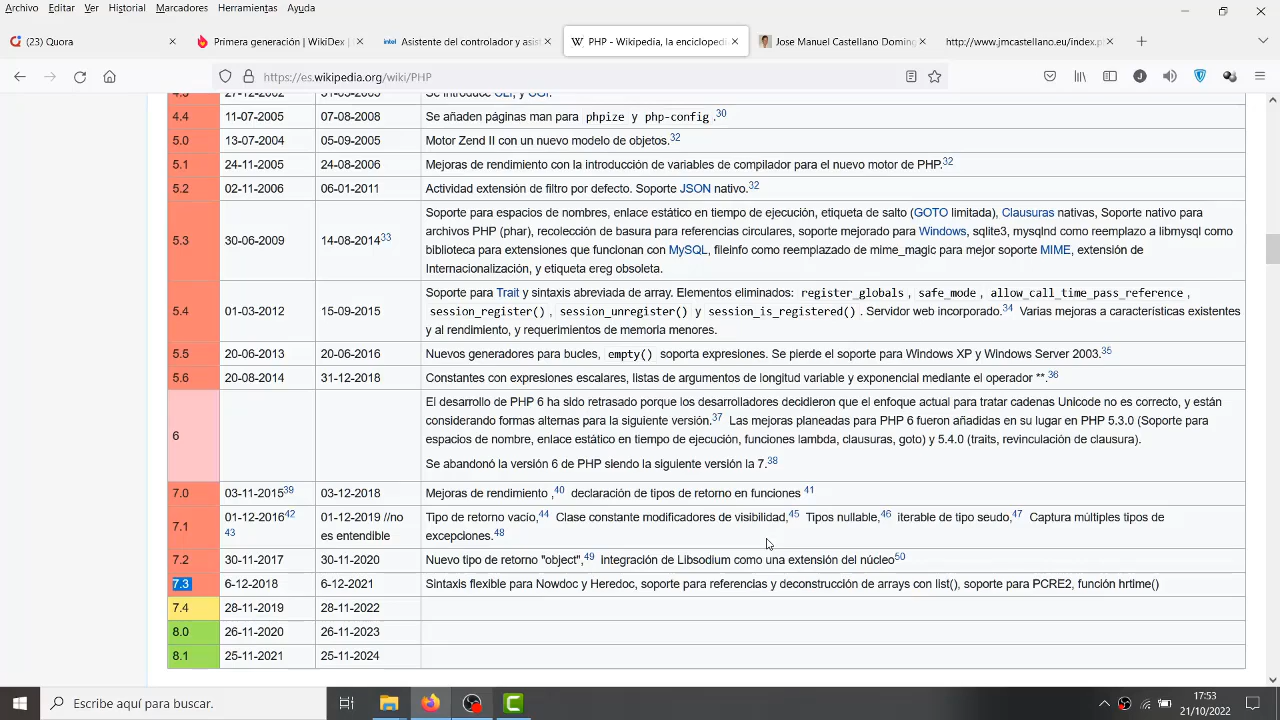 Archivo Editar Ver Historial Marcadores Herramientas Ayuda
(23) Quora
Primera generación | WikiDex
Asistente del controlador y asist
PHP - Wikipedia, la enciclopedi
Jose Manuel Castellano Doming
http://www.jmcastellano.eu/index.p
https://es.wikipedia.org/wiki/PHP
4.3 27-12-2002 31-03-2005 Se introduce CLI, y CGI.
4.4 11-07-2005 07-08-2008 Se añaden páginas man para phpize y php-config .30
5.0 13-07-2004 05-09-2005 Motor Zend II con un nuevo modelo de objetos.32
5.1 24-11-2005 24-08-2006 Mejoras de rendimiento con la introducción de variables de compilador para el nuevo motor de PHP.32
5.2 02-11-2006 06-01-2011 Actividad extensión de filtro por defecto. Soporte JSON nativo.32
Soporte para espacios de nombres, enlace estático en tiempo de ejecución, etiqueta de salto (GOTO limitada), Clausuras nativas, Soporte nativo para
archivos PHP (phar), recolección de basura para referencias circulares, soporte mejorado para Windows, sqlite3, mysqlnd como reemplazo a libmysql como
5.3 30-06-2009 14-08-2014 33
biblioteca para extensiones que funcionan con MySQL, fileinfo como reemplazado de mime_magic para mejor soporte MIME, extensión de
Internacionalización, y etiqueta ereg obsoleta.
Soporte para Trait y sintaxis abreviada de array. Elementos eliminados: register_globals , safe_mode , allow_call_time_pass_reference ,
5.4 01-03-2012 15-09-2015 session_register() , session_unregister() y session_is_registered() . Servidor web incorporado.34 Varias mejoras a características existentes
y al rendimiento, y requerimientos de memoria menores.
5.5 20-06-2013 20-06-2016 Nuevos generadores para bucles, empty() soporta expresiones. Se pierde el soporte para Windows XP y Windows Server 2003.35
5.6 20-08-2014 31-12-2018 Constantes con expresiones escalares, listas de argumentos de longitud variable y exponencial mediante el operador **.36
El desarrollo de PHP 6 ha sido retrasado porque los desarrolladores decidieron que el enfoque actual para tratar cadenas Unicode no es correcto, y están
considerando formas alternas para la siguiente versión.37 Las mejoras planeadas para PHP 6 fueron añadidas en su lugar en PHP 5.3.0 (Soporte para
6
espacios de nombre, enlace estático en tiempo de ejecución, funciones lambda, clausuras, goto) y 5.4.0 (traits, revinculación de clausura).
Se abandonó la versión 6 de PHP siendo la siguiente versión la 7.38
7.0 03-11-2015 39 03-12-2018 Mejoras de rendimiento ,40 declaración de tipos de retorno en funciones 41
7.1 01-12-2016 42 43 01-12-2019 //no es entendible Tipo de retorno vacío,44 Clase constante modificadores de visibilidad,45 Tipos nullable,46 iterable de tipo seudo,47 Captura múltiples tipos de
excepciones.48
7.2 30-11-2017 30-11-2020 Nuevo tipo de retorno "object",49 integración de Libsodium como una extensión del núcleo50
7.3 6-12-2018 6-12-2021 Sintaxis flexible para Nowdoc y Heredoc, soporte para referencias y deconstrucción de arrays con list(), soporte para PCRE2, función hrtime()
7.4 28-11-2019 28-11-2022
8.0 26-11-2020 26-11-2023
8.1 25-11-2021 25-11-2024
Escribe aquí para buscar.
17:53
21/10/2022